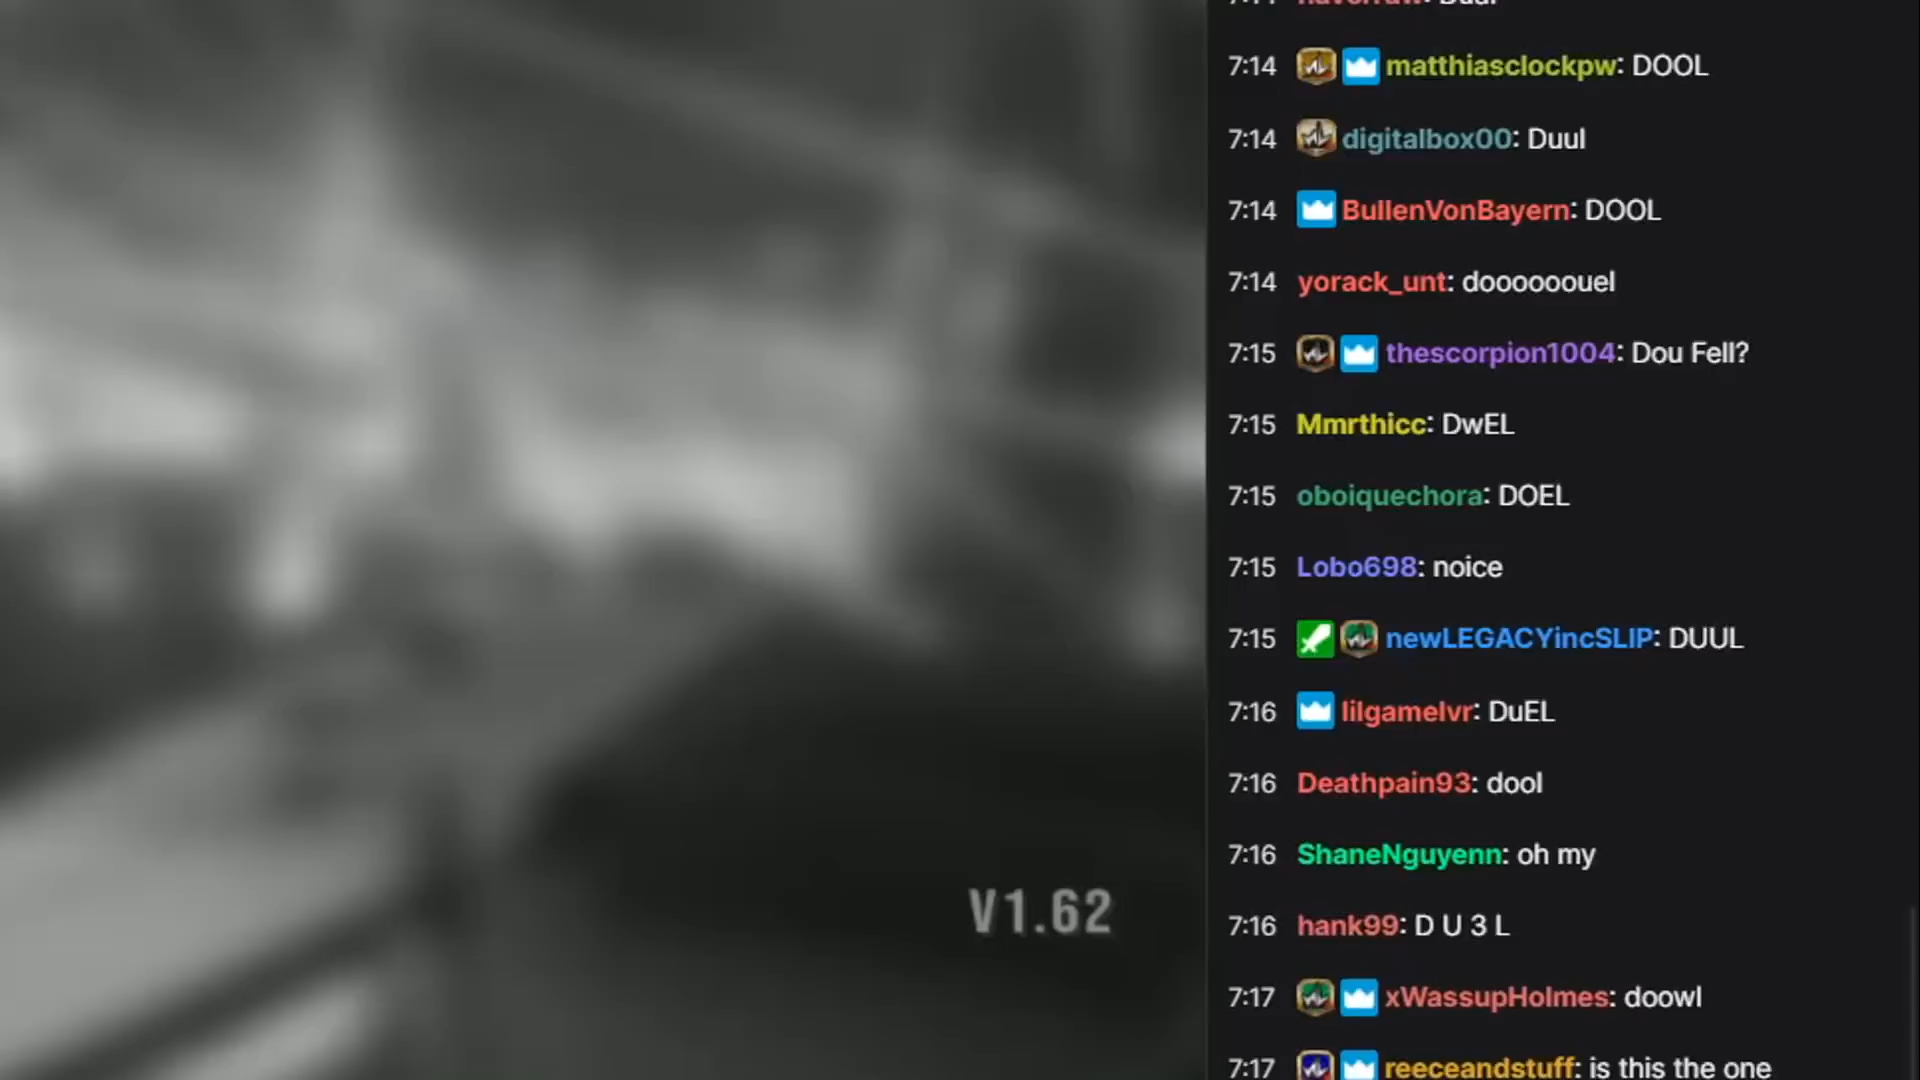 7:14 matthiasclockpw: DOOL
7:14 digitalbox00: Duul
7:14 BullenVonBayern: DOOL
7:14 yorack_unt: dooooooouel
7:15 thescorpion1004: Dou Fell?
7:15 Mmrthicc: DwEL
7:15 oboiquechora: DOEL
7:15 Lobo698: noice
7:15 newLEGACYincSLIP: DUUL
7:16 lilgamelvr: DuEL
7:16 Deathpain93: dool
7:16 ShaneNguyenn: oh my
V1.62
7:16 hank99: D U 3 L
7:17 xWassupHolmes: doowl
7:17 reeceandstuff: is this the one